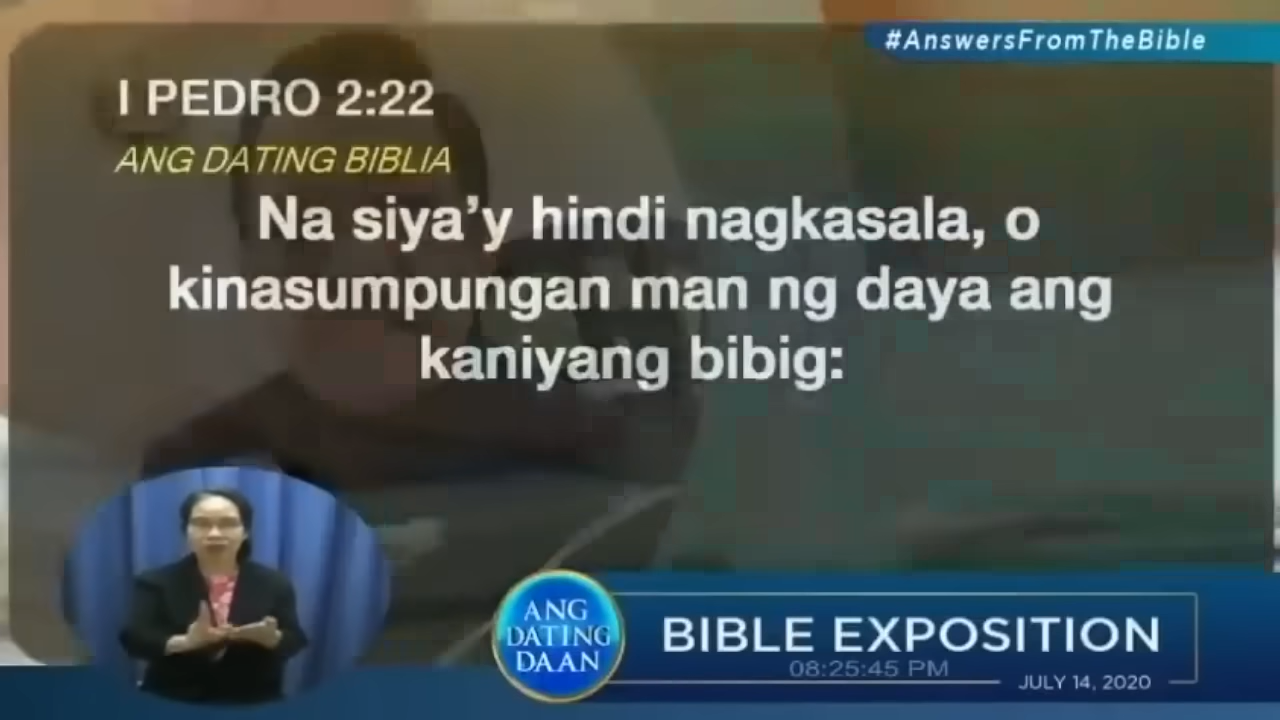 #AnswersFromTheBible
I PEDRO 2:22
ANG DATING BIBLIA
Na siya’y hindi nagkasala, o
kinasumpungan man ng daya ang
kaniyang bibig:
ANG
DATING
DAAN
BIBLE EXPOSITION
08:25:45 PM
JULY 14, 2020